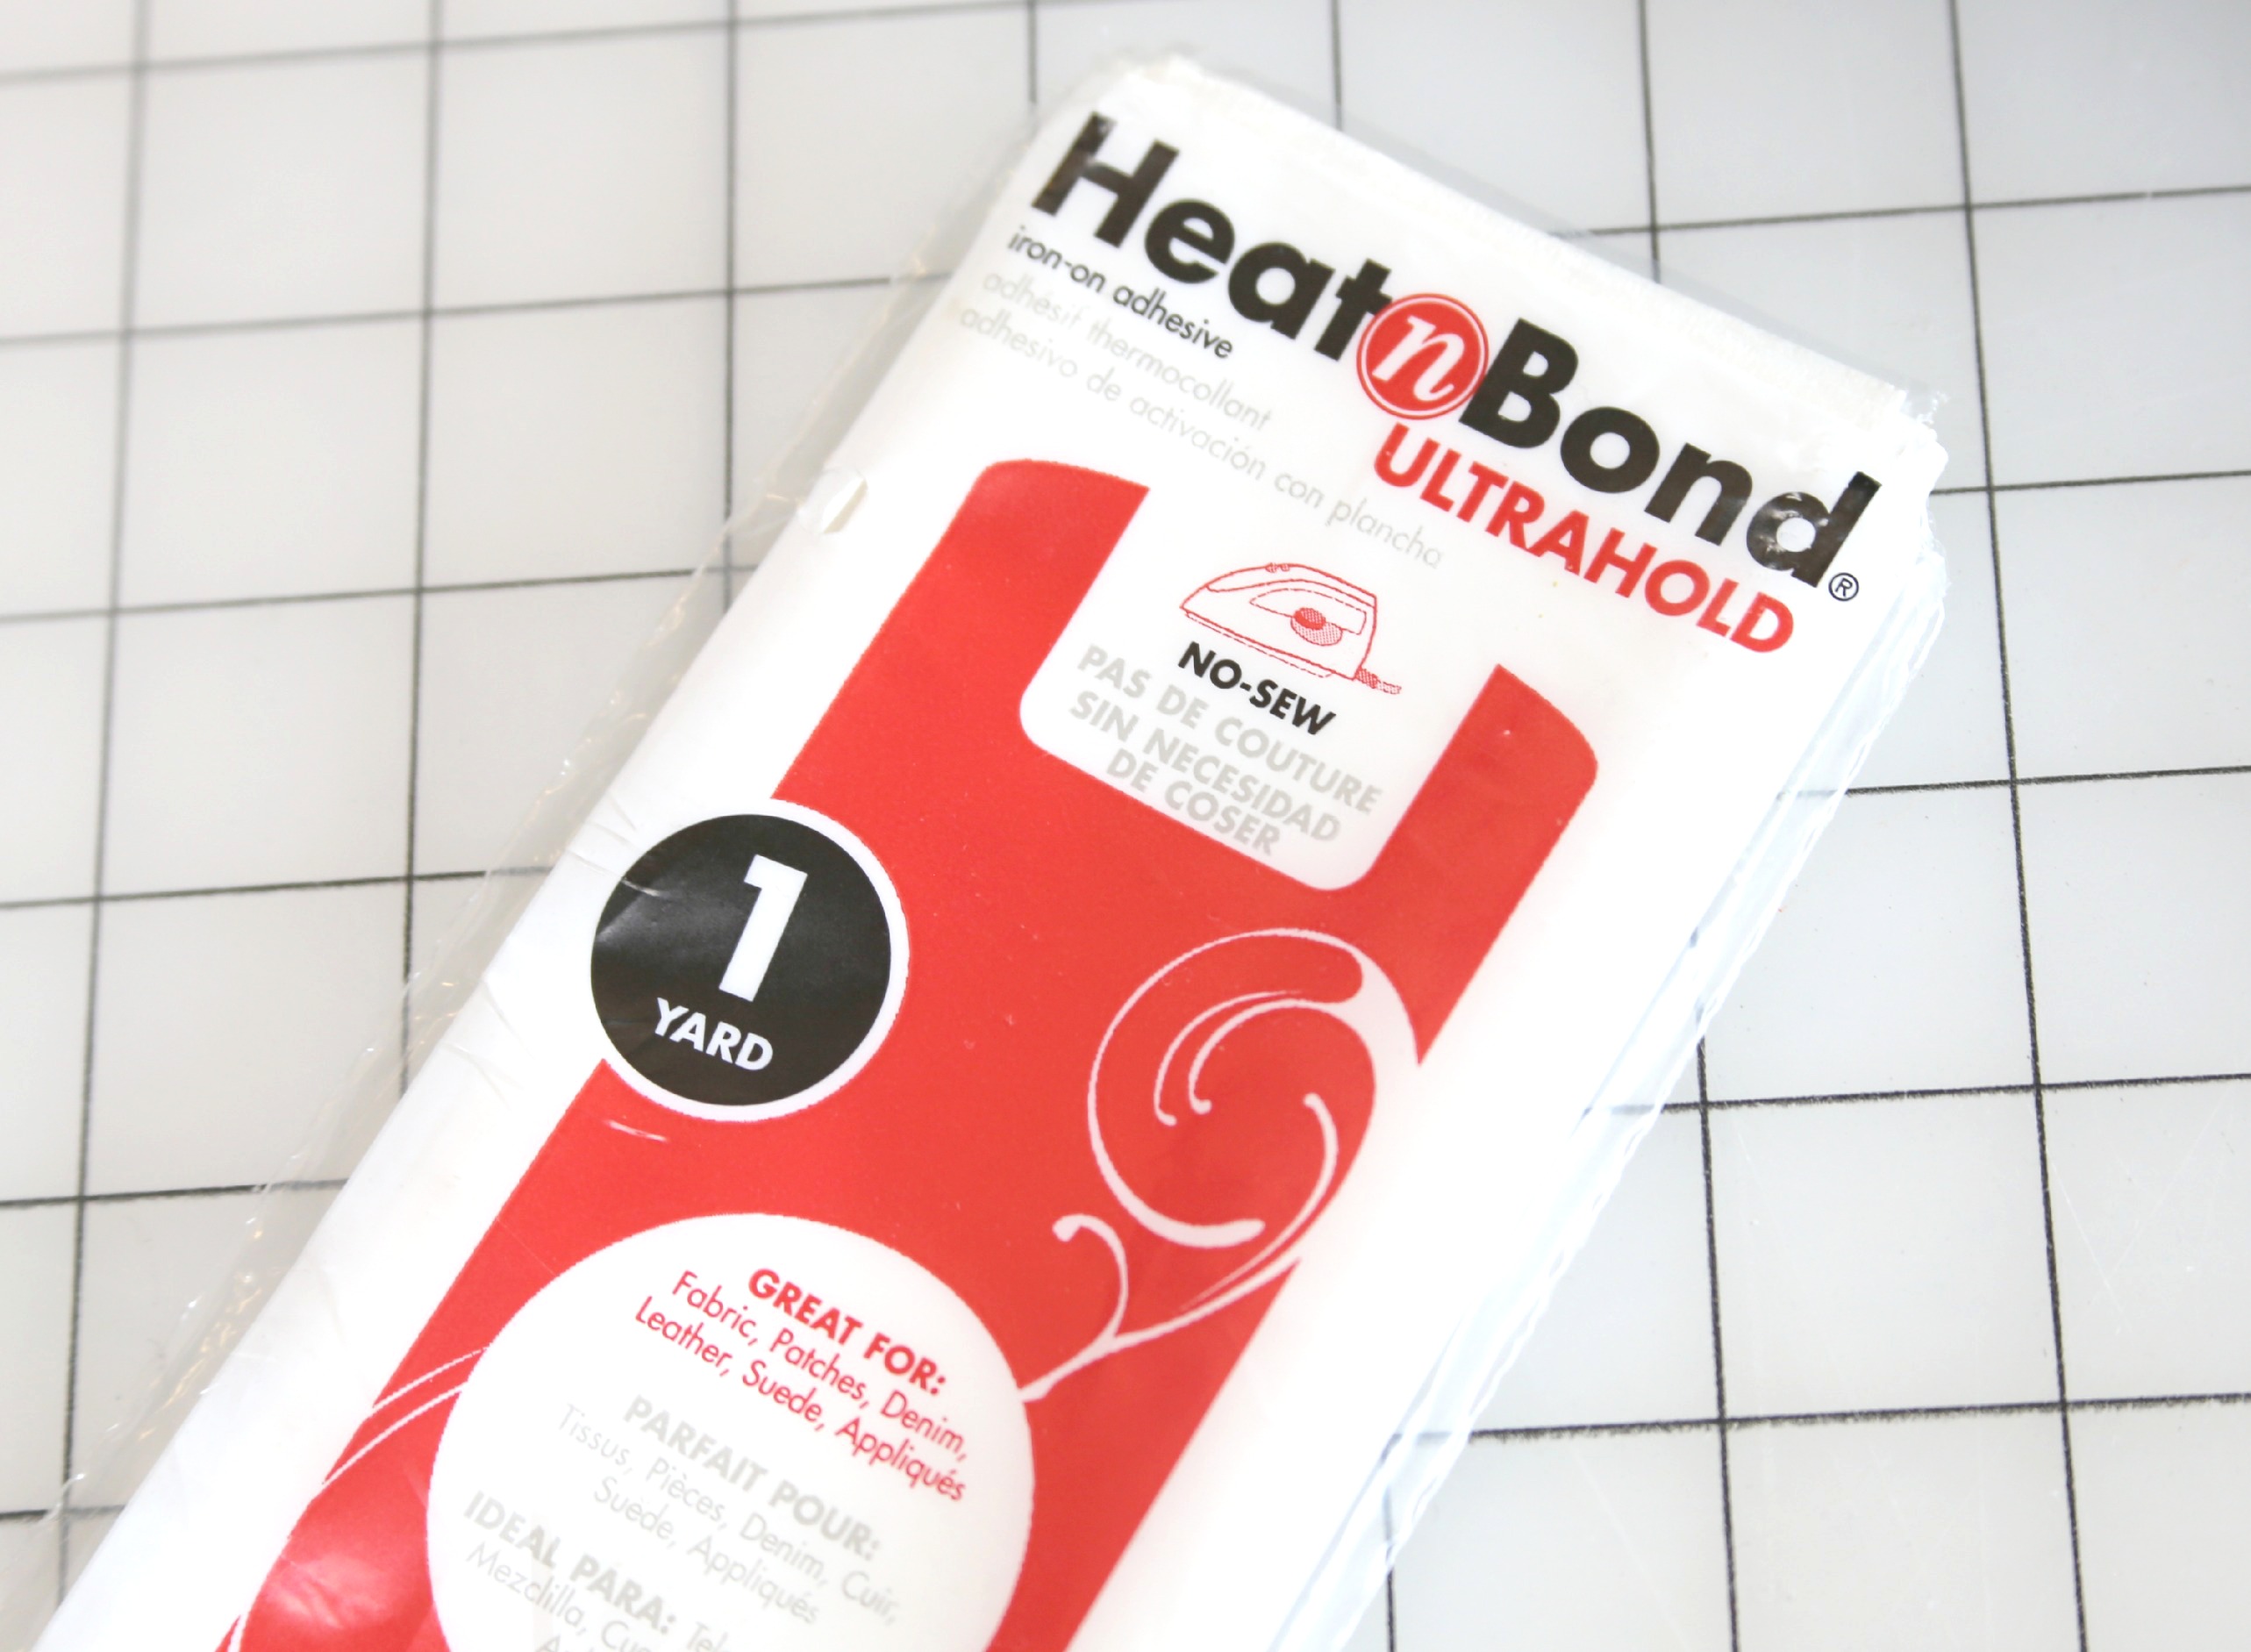 HeatnBond®
iron-on adhesive
ULTRAHOLD
adhésif thermocollant
adhesivo de activación con plancha
NO-SEW
PAS DE COUTURE
SIN NECESIDAD
DE COSER
1
YARD
GREAT FOR:
Fabric, Patches, Denim,
Leather, Suede, Appliqués
PARFAIT POUR:
Tissus, Pièces, Denim, Cuir,
Suede, Appliqués
IDEAL PARA:
Mezclilla,